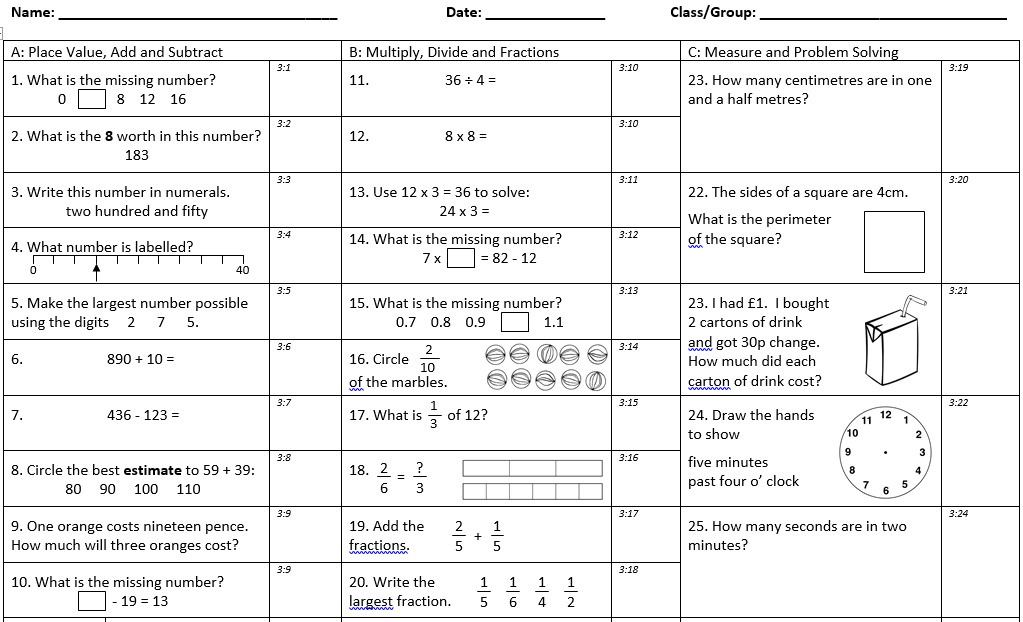 Name: ___________________________________ Date: _______________ Class/Group: _______________________________
A: Place Value, Add and Subtract
1. What is the missing number?
0 8 12 16
3:1
2. What is the 8 worth in this number?
183
3:2
3. Write this number in numerals.
two hundred and fifty
3:3
4. What number is labelled?
0 40
3:4
5. Make the largest number possible
using the digits 2 7 5.
3:5
6. 890 + 10 =
3:6
7. 436 - 123 =
3:7
8. Circle the best estimate to 59 + 39:
80 90 100 110
3:8
9. One orange costs nineteen pence.
How much will three oranges cost?
3:9
10. What is the missing number?
- 19 = 13
3:9
B: Multiply, Divide and Fractions
11. 36 ÷ 4 =
3:10
12. 8 x 8 =
3:10
13. Use 12 x 3 = 36 to solve:
24 x 3 =
3:11
14. What is the missing number?
7 x = 82 - 12
3:12
15. What is the missing number?
0.7 0.8 0.9 1.1
3:13
16. Circle 2/10
of the marbles.
3:14
17. What is 1/3 of 12?
3:15
18. 2/6 = ?/3
3:16
19. Add the 2/5 + 1/5
fractions.
3:17
20. Write the 1/5 1/6 1/4 1/2
largest fraction.
3:18
C: Measure and Problem Solving
23. How many centimetres are in one
and a half metres?
3:19
22. The sides of a square are 4cm.
What is the perimeter
of the square?
3:20
23. I had £1. I bought
2 cartons of drink
and got 30p change.
How much did each
carton of drink cost?
3:21
24. Draw the hands
to show
five minutes
past four o’ clock
12 1 2 3 4 5 6 7 8 9 10 11
3:22
25. How many seconds are in two
minutes?
3:24